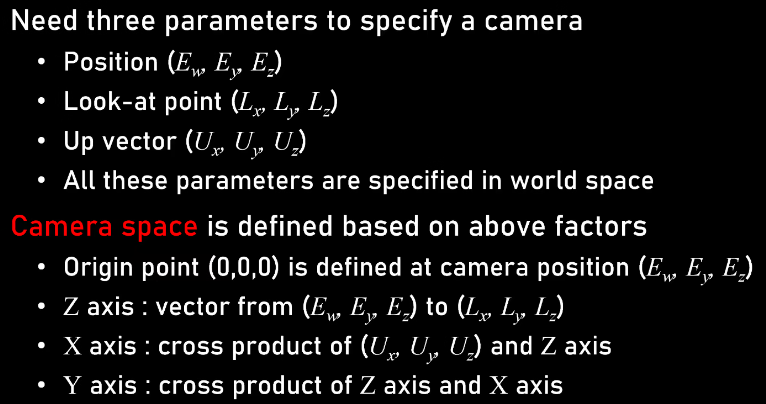 Need three parameters to specify a camera
• Position (E_w, E_y, E_z)
• Look-at point (L_x, L_y, L_z)
• Up vector (U_x, U_y, U_z)
• All these parameters are specified in world space
Camera space is defined based on above factors
• Origin point (0,0,0) is defined at camera position (E_w, E_y, E_z)
• Z axis : vector from (E_w, E_y, E_z) to (L_x, L_y, L_z)
• X axis : cross product of (U_x, U_y, U_z) and Z axis
• Y axis : cross product of Z axis and X axis